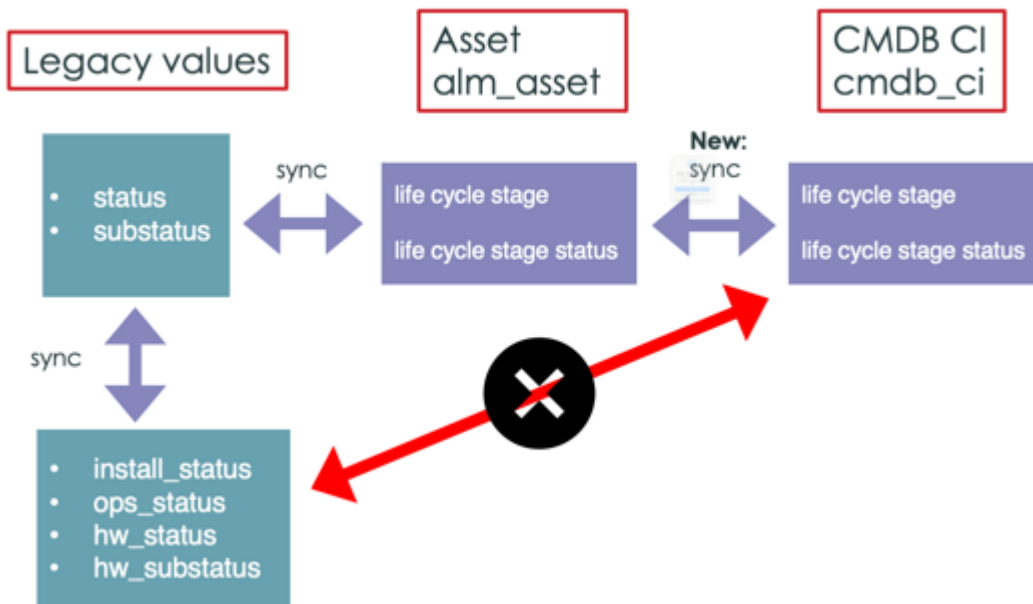 Legacy values
Asset
alm_asset
CMDB CI
cmdb_ci
• status
• substatus
sync
life cycle stage
life cycle stage status
New:
sync
life cycle stage
life cycle stage status
sync
• install_status
• ops_status
• hw_status
• hw_substatus